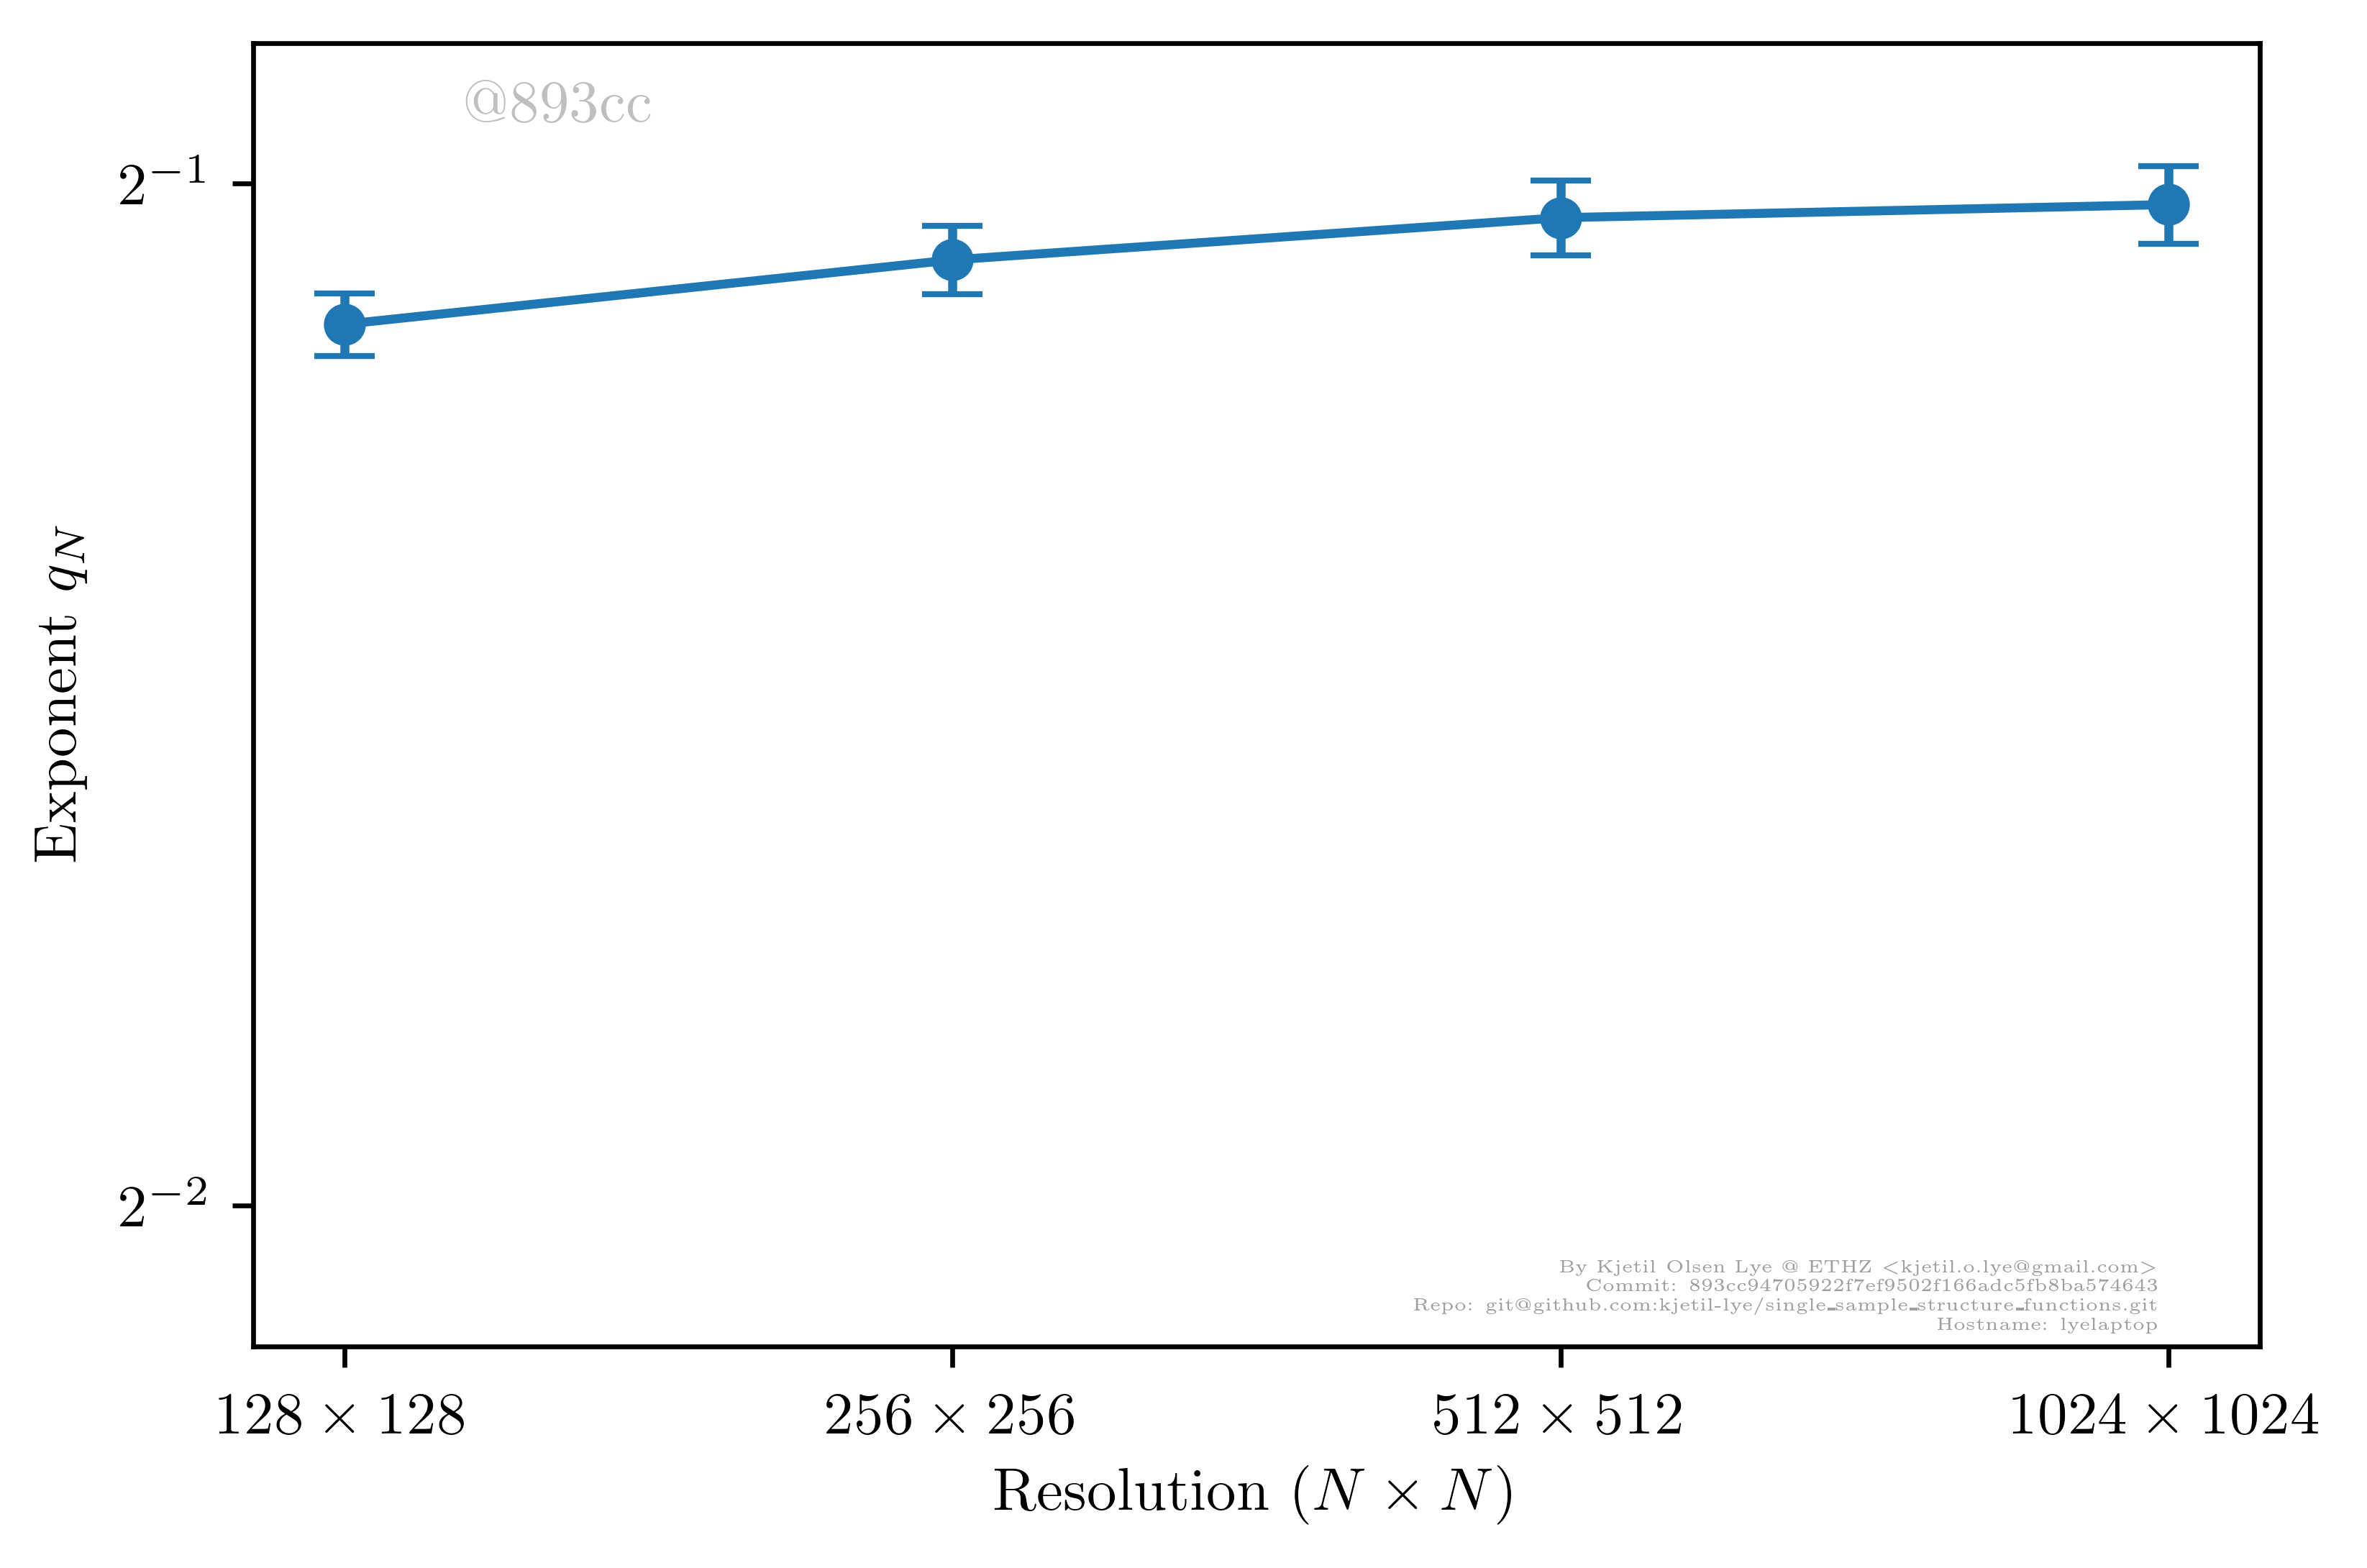 @893cc
2⁻¹
Exponent q_N
2⁻²
By Kjetil Olsen Lye @ ETHZ <kjetil.o.lye@gmail.com>
Commit: 893cc94705922f7ef9502f166adc5fb8ba574643
Repo: git@github.com:kjetil-lye/single_sample_structure_functions.git
Hostname: lyelaptop
128 × 128 256 × 256 512 × 512 1024 × 1024
Resolution (N × N)